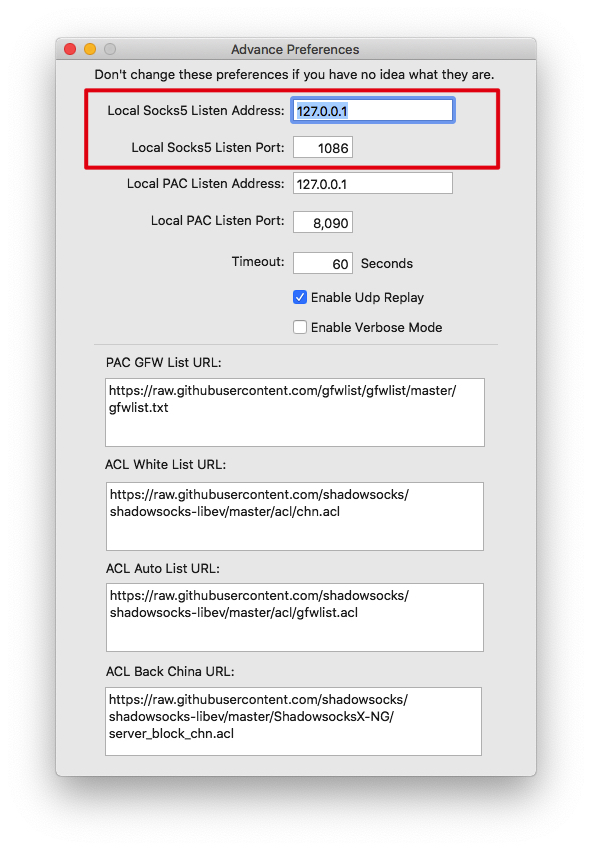 Advance Preferences
Don't change these preferences if you have no idea what they are.
Local Socks5 Listen Address: 127.0.0.1
Local Socks5 Listen Port: 1086
Local PAC Listen Address: 127.0.0.1
Local PAC Listen Port: 8,090
Timeout: 60 Seconds
Enable Udp Replay
Enable Verbose Mode
PAC GFW List URL:
https://raw.githubusercontent.com/gfwlist/gfwlist/master/
gfwlist.txt
ACL White List URL:
https://raw.githubusercontent.com/shadowsocks/
shadowsocks-libev/master/acl/chn.acl
ACL Auto List URL:
https://raw.githubusercontent.com/shadowsocks/
shadowsocks-libev/master/acl/gfwlist.acl
ACL Back China URL:
https://raw.githubusercontent.com/shadowsocks/
shadowsocks-libev/master/ShadowsocksX-NG/
server_block_chn.acl